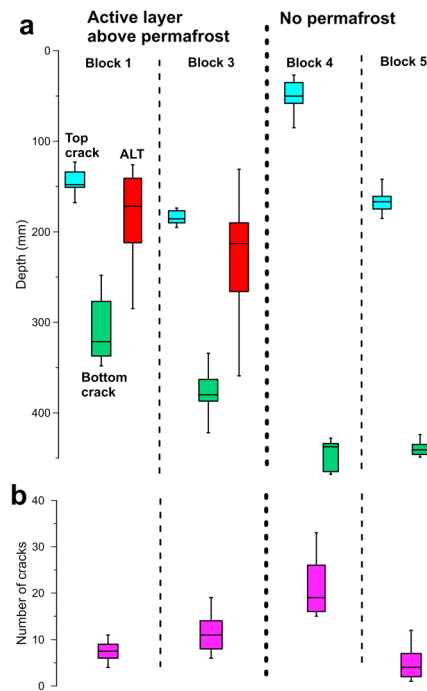 a
Active layer
above permafrost
No permafrost
Block 1
Block 3
Block 4
Block 5
0
100
200
300
400
Depth (mm)
Top
crack
ALT
Bottom
crack
b
40
30
20
10
0
Number of cracks